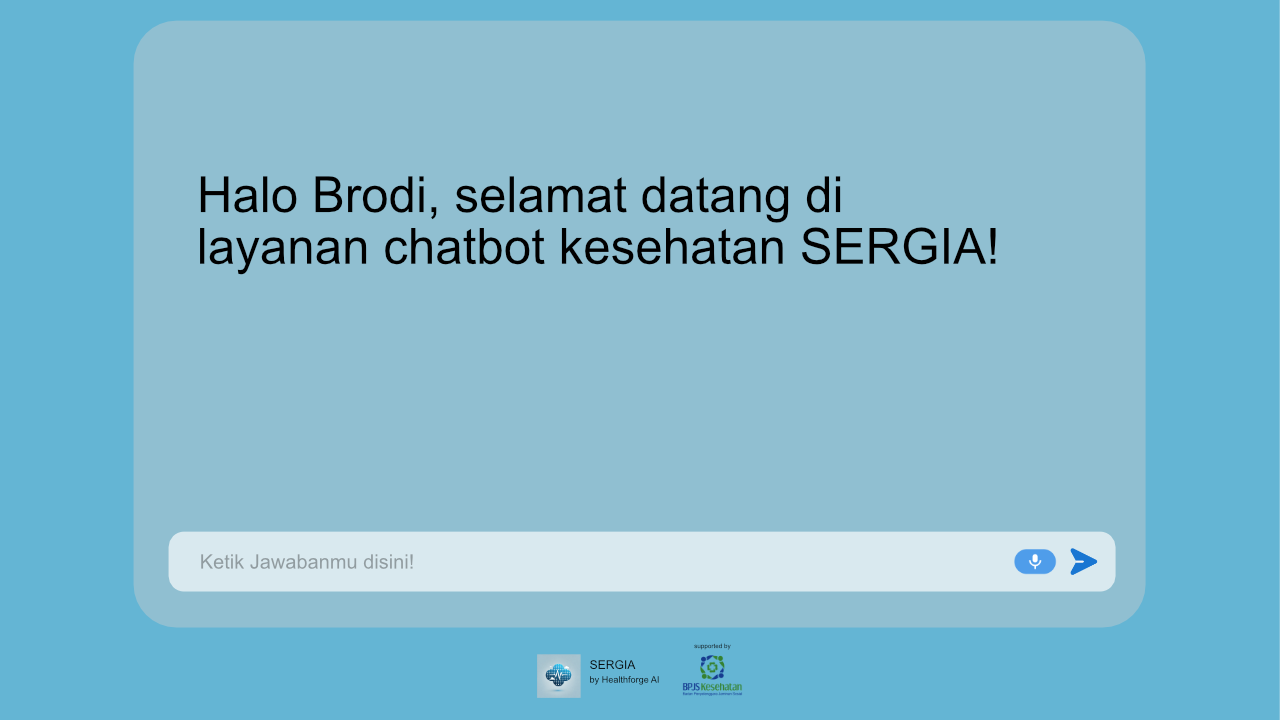 Halo Brodi, selamat datang di
layanan chatbot kesehatan SERGIA!
Ketik Jawabanmu disini!
SERGIA
by Healthforge AI
supported by
BPJS Kesehatan
Badan Penyelenggara Jaminan Sosial